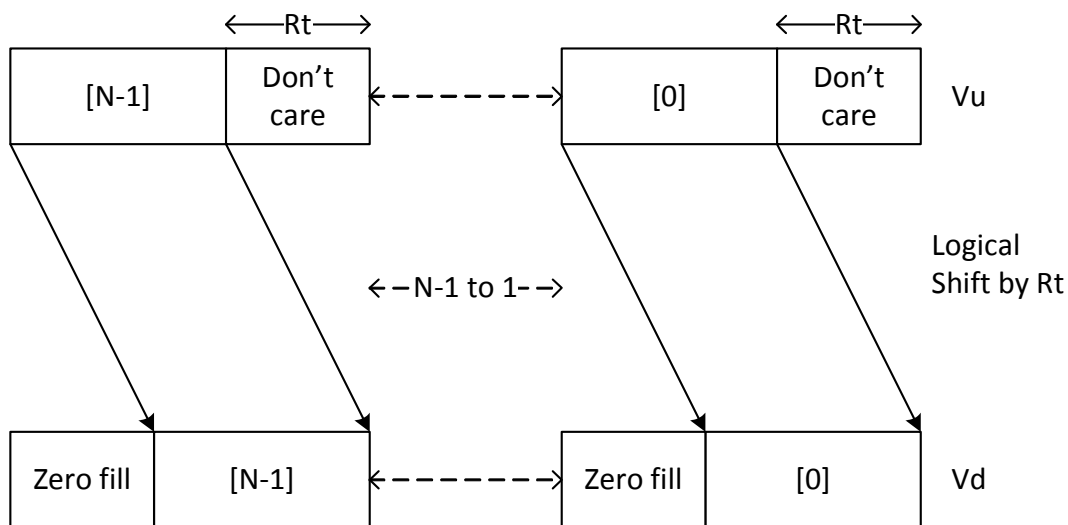 Rt
Rt
[N-1]
Don't
care
[0]
Don't
care
Vu
Logical
Shift by Rt
N-1 to 1
Zero fill
[N-1]
Zero fill
[0]
Vd